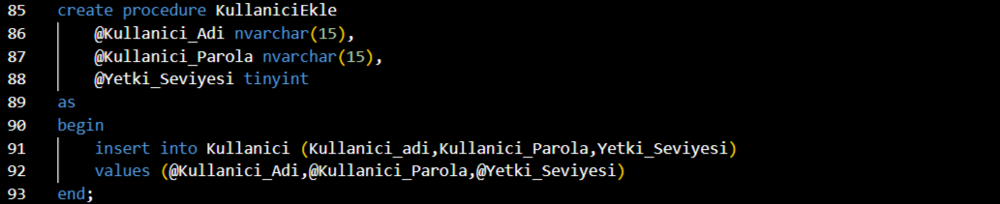 85 create procedure KullaniciEkle
86 @Kullanici_Adi nvarchar(15),
87 @Kullanici_Parola nvarchar(15),
88 @Yetki_Seviyesi tinyint
89 as
90 begin
91 insert into Kullanici (Kullanici_adi,Kullanici_Parola,Yetki_Seviyesi)
92 values (@Kullanici_Adi,@Kullanici_Parola,@Yetki_Seviyesi)
93 end;